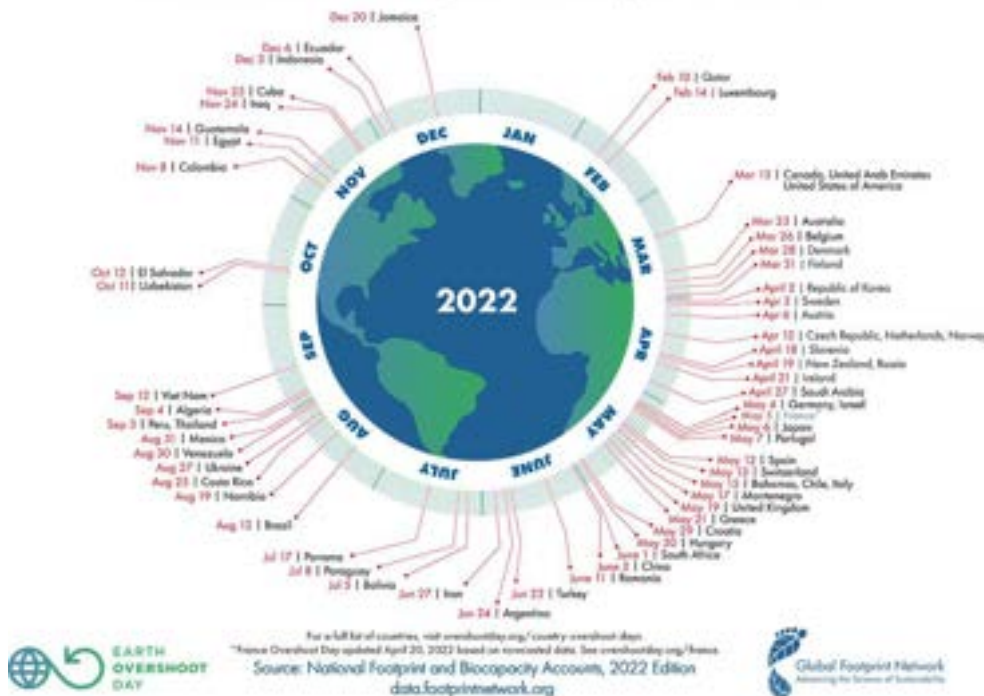 Dec 20 | Jamaica
Dec 6 | Ecuador
Dec 3 | Indonesia
Nov 25 | Cuba
Nov 24 | Iraq
Nov 14 | Guatemala
Nov 11 | Egypt
Nov 8 | Colombia
Oct 12 | El Salvador
Oct 11 | Uzbekistan
Sep 12 | Viet Nam
Sep 4 | Algeria
Sep 3 | Peru, Thailand
Aug 31 | Mexico
Aug 30 | Venezuela
Aug 27 | Ukraine
Aug 25 | Costa Rica
Aug 19 | Namibia
Aug 12 | Brazil
Jul 17 | Panama
Jul 8 | Paraguay
Jul 5 | Bolivia
Jun 27 | Iran
Jun 24 | Argentina
JAN
FEB
MAR
APR
MAY
JUNE
JULY
AUG
SEP
OCT
NOV
DEC
2022
Feb 10 | Qatar
Feb 14 | Luxembourg
Mar 13 | Canada, United Arab Emirates
United States of America
Mar 23 | Australia
Mar 26 | Belgium
Mar 28 | Denmark
Mar 31 | Finland
April 2 | Republic of Korea
Apr 3 | Sweden
Apr 6 | Austria
Apr 12 | Czech Republic, Netherlands, Norway
April 18 | Slovenia
April 19 | New Zealand, Russia
April 21 | Ireland
April 27 | Saudi Arabia
May 4 | Germany, Israel
May 5 | France*
May 6 | Japan
May 7 | Portugal
May 12 | Spain
May 13 | Switzerland
May 15 | Bahamas, Chile, Italy
May 17 | Montenegro
May 19 | United Kingdom
May 21 | Greece
May 29 | Croatia
May 30 | Hungary
June 1 | South Africa
June 2 | China
June 11 | Romania
Jun 22 | Turkey
For a full list of countries, visit overshootday.org/country-overshoot-days
*France Overshoot Day updated April 20, 2022 based on nowcasted data. See overshootday.org/france
Source: National Footprint and Biocapacity Accounts, 2022 Edition
data.footprintnetwork.org
EARTH
OVERSHOOT
DAY
Global Footprint Network
Advancing the Science of Sustainability